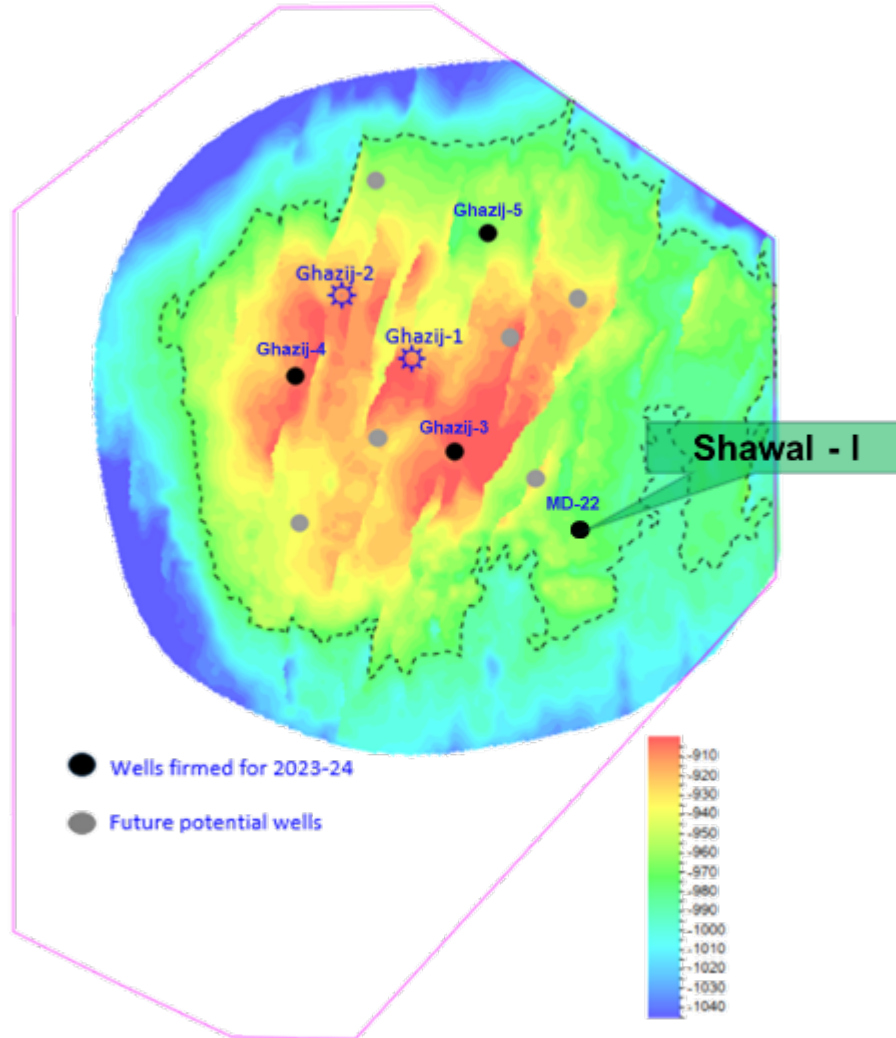 Ghazij-5
Ghazij-2
Ghazij-1
Ghazij-4
Ghazij-3
Shawal - I
MD-22
Wells firmed for 2023-24
Future potential wells
-910
-920
-930
-940
-950
-960
-970
-980
-990
-1000
-1010
-1020
-1030
-1040